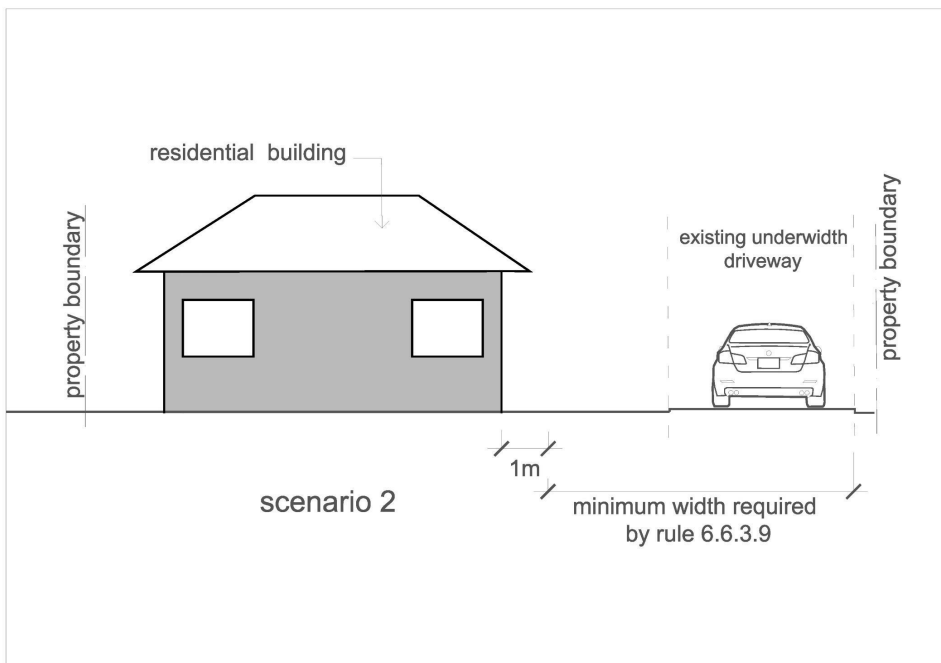 residential building
property boundary
existing underwidth
driveway
property boundary
1m
scenario 2
minimum width required
by rule 6.6.3.9